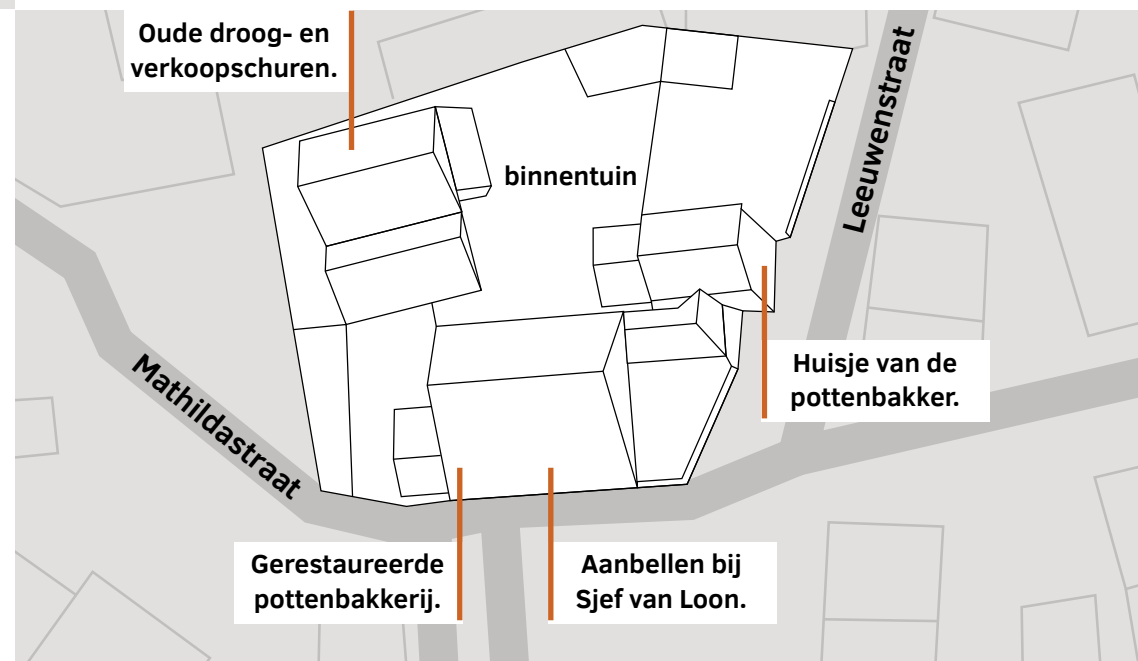 Oude droog- en
verkoopschuren.
Leeuwenstraat
binnentuin
Huisje van de
pottenbakker.
Mathildastraat
Gerestaureerde
pottenbakkerij.
Aanbellen bij
Sjef van Loon.